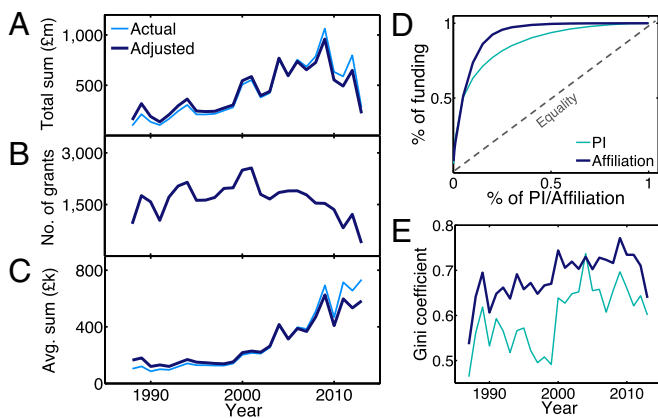 A
Total sum (£m)
1,000
500
Actual
Adjusted
B
No. of grants
3,000
1,500
C
Avg. sum (£k)
800
400
0
1990
2000
2010
Year
D
% of funding
1
0.5
Equality
PI
Affiliation
0
0.5
1
% of PI/Affiliation
E
Gini coefficient
0.8
0.7
0.6
0.5
1990
2000
2010
Year